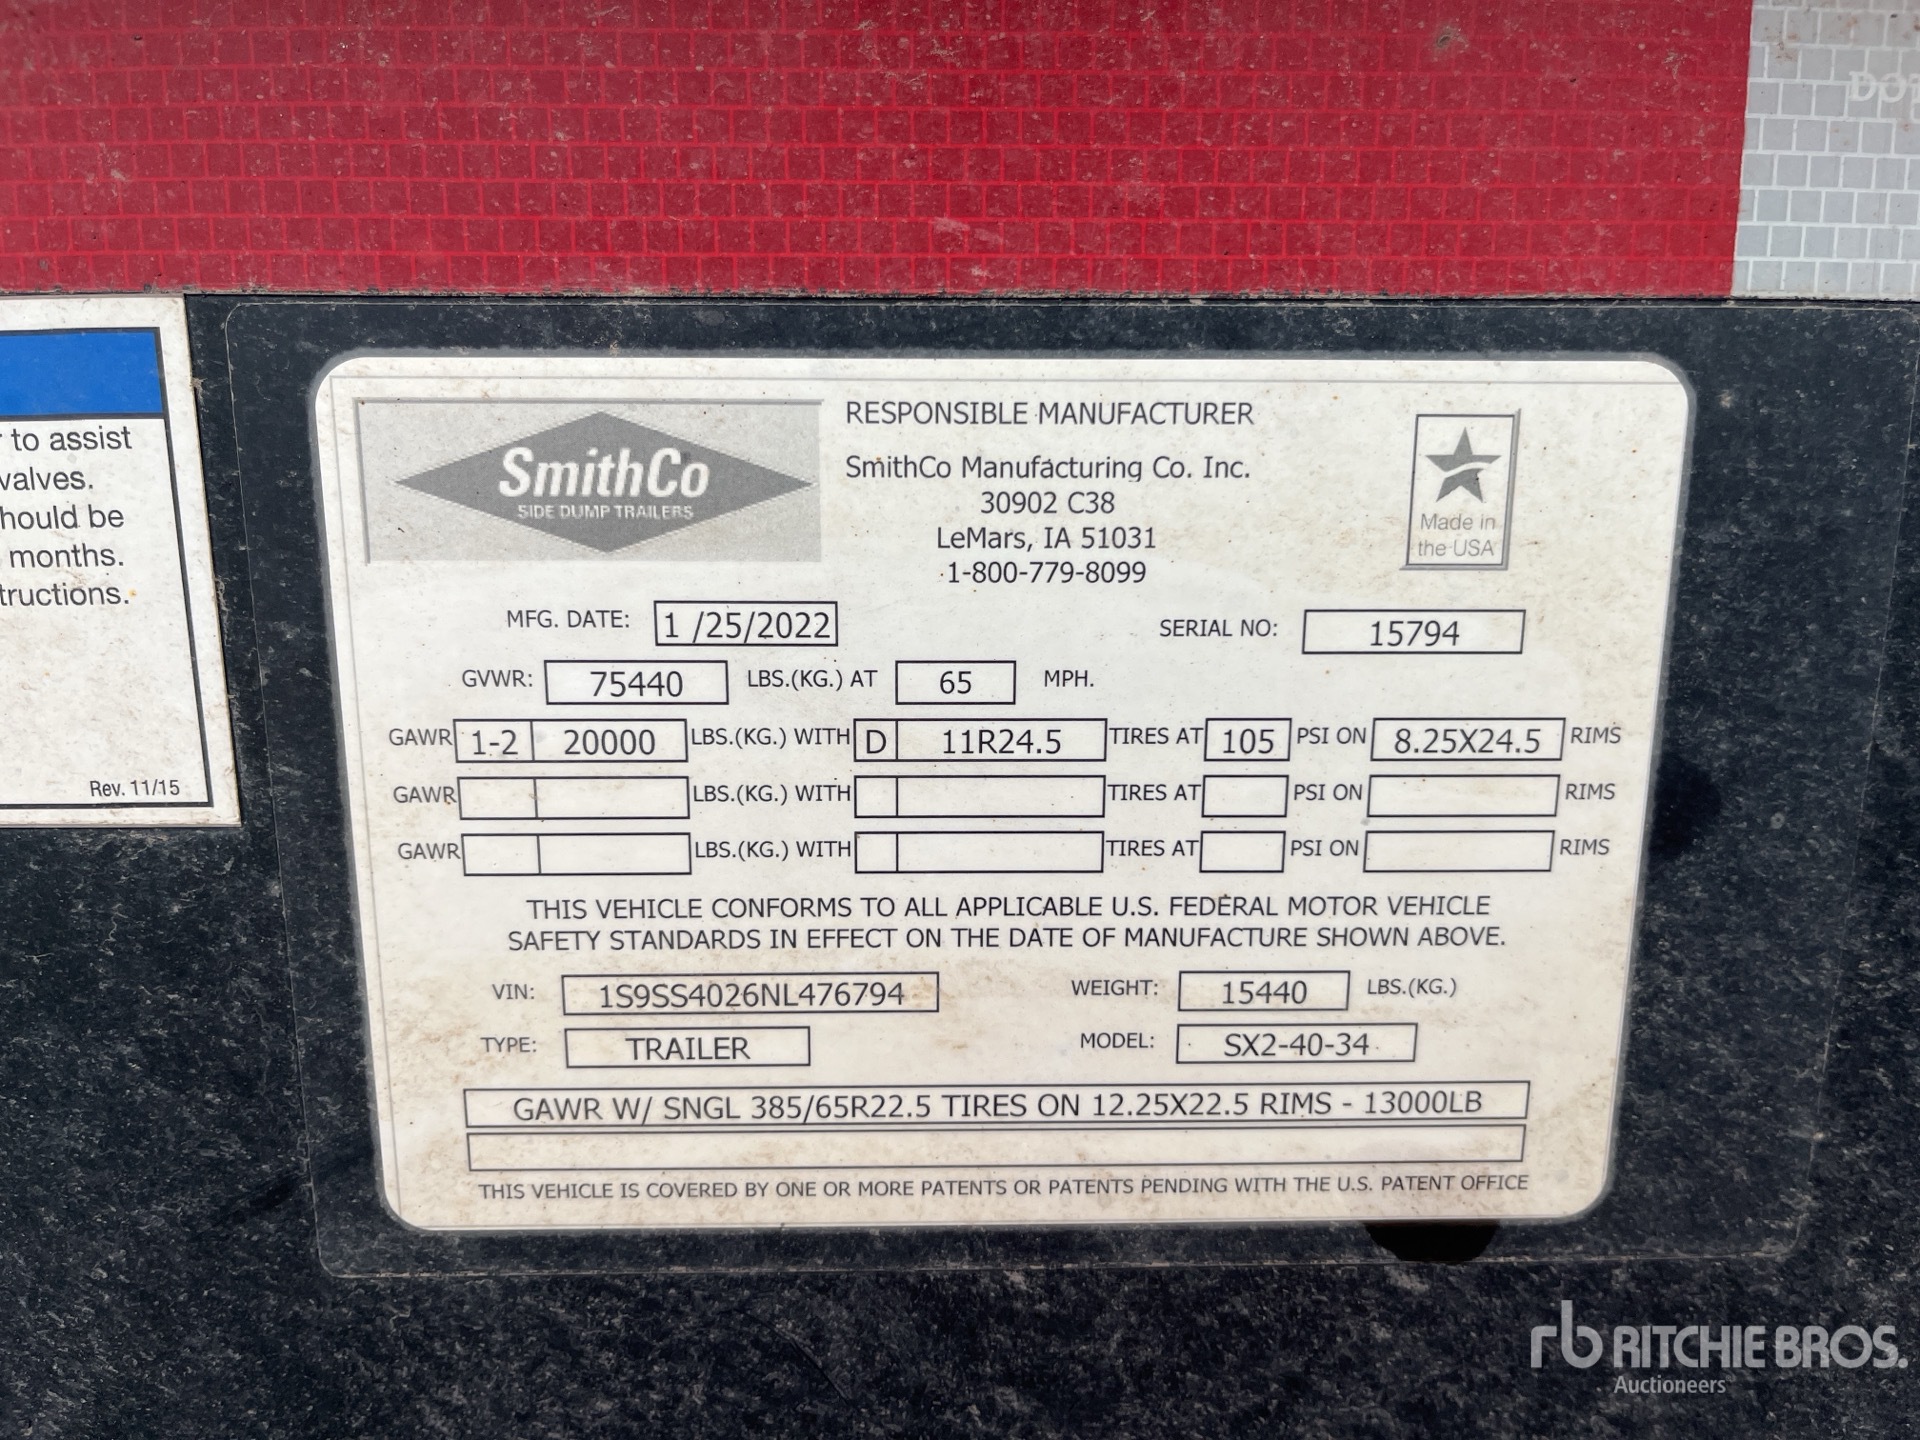 DOT
r to assist
valves.
hould be
months.
tructions.
Rev. 11/15
SmithCo
SIDE DUMP TRAILERS
RESPONSIBLE MANUFACTURER
SmithCo Manufacturing Co. Inc.
30902 C38
LeMars, IA 51031
1-800-779-8099
Made in
the USA
MFG. DATE: 1 /25/2022 SERIAL NO: 15794
GVWR: 75440 LBS.(KG.) AT 65 MPH.
GAWR 1-2 20000 LBS.(KG.) WITH D 11R24.5 TIRES AT 105 PSI ON 8.25X24.5 RIMS
GAWR LBS.(KG.) WITH TIRES AT PSI ON RIMS
GAWR LBS.(KG.) WITH TIRES AT PSI ON RIMS
THIS VEHICLE CONFORMS TO ALL APPLICABLE U.S. FEDERAL MOTOR VEHICLE
SAFETY STANDARDS IN EFFECT ON THE DATE OF MANUFACTURE SHOWN ABOVE.
VIN: 1S9SS4026NL476794 WEIGHT: 15440 LBS.(KG.)
TYPE: TRAILER MODEL: SX2-40-34
GAWR W/ SNGL 385/65R22.5 TIRES ON 12.25X22.5 RIMS - 13000LB
THIS VEHICLE IS COVERED BY ONE OR MORE PATENTS OR PATENTS PENDING WITH THE U.S. PATENT OFFICE
rb RITCHIE BROS.
Auctioneers